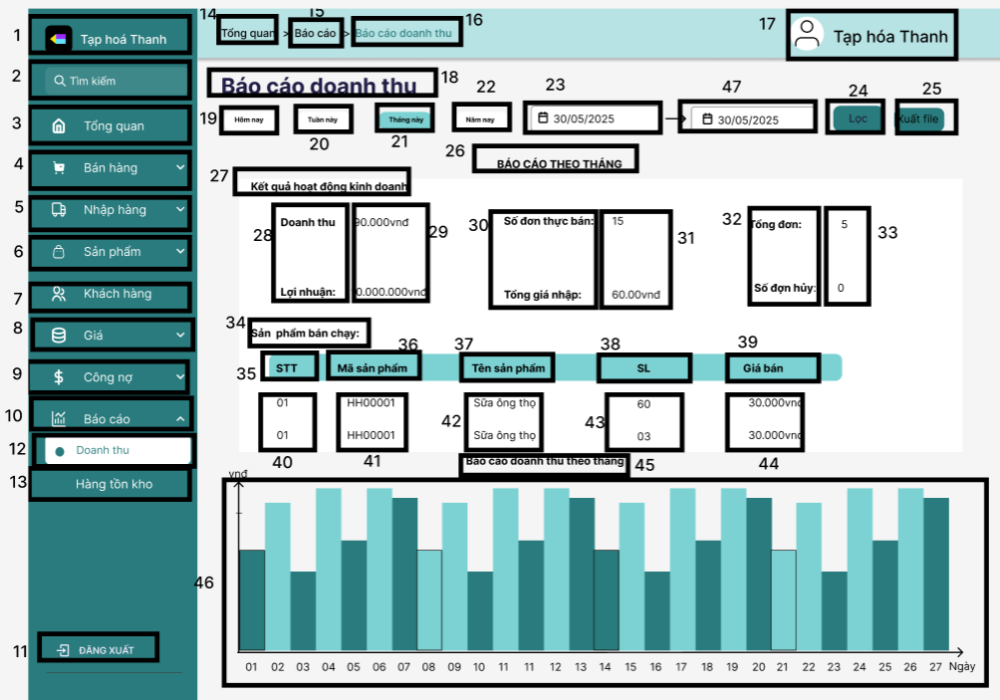 1 Tạp hoá Thanh
2 Tìm kiếm
3 Tổng quan
4 Bán hàng
5 Nhập hàng
6 Sản phẩm
7 Khách hàng
8 Giá
9 Công nợ
10 Báo cáo
12 Doanh thu
13 Hàng tồn kho
11 ĐĂNG XUẤT
14 15 16 17
Tổng quan > Báo cáo > Báo cáo doanh thu
Tạp hóa Thanh
Báo cáo doanh thu 18
22 23 47 24 25
19 Hôm nay Tuần này Tháng này Năm nay 30/05/2025 30/05/2025 Lọc Xuất file
20 21
26 BÁO CÁO THEO THÁNG
27 Kết quả hoạt động kinh doanh
28 Doanh thu 90.000vnđ 29
30 Số đơn thực bán: 15 31
32 Tổng đơn: 5 33
Lợi nhuận: 0.000.000vnđ
Tổng giá nhập: 60.00vnđ
Số đợn hủy: 0
34 Sản phẩm bán chạy:
36 37 38 39
35 STT Mã sản phẩm Tên sản phẩm SL Giá bán
01 HH00001 Sữa ông thọ 60 30.000vnđ
42 43
01 HH00001 Sữa ông thọ 03 30.000vnđ
40 41 45 44
Báo cáo doanh thu theo tháng
vnđ
46
01 02 03 04 05 06 07 08 09 10 11 11 12 13 14 15 16 17 18 19 20 21 22 23 24 25 26 27 Ngày